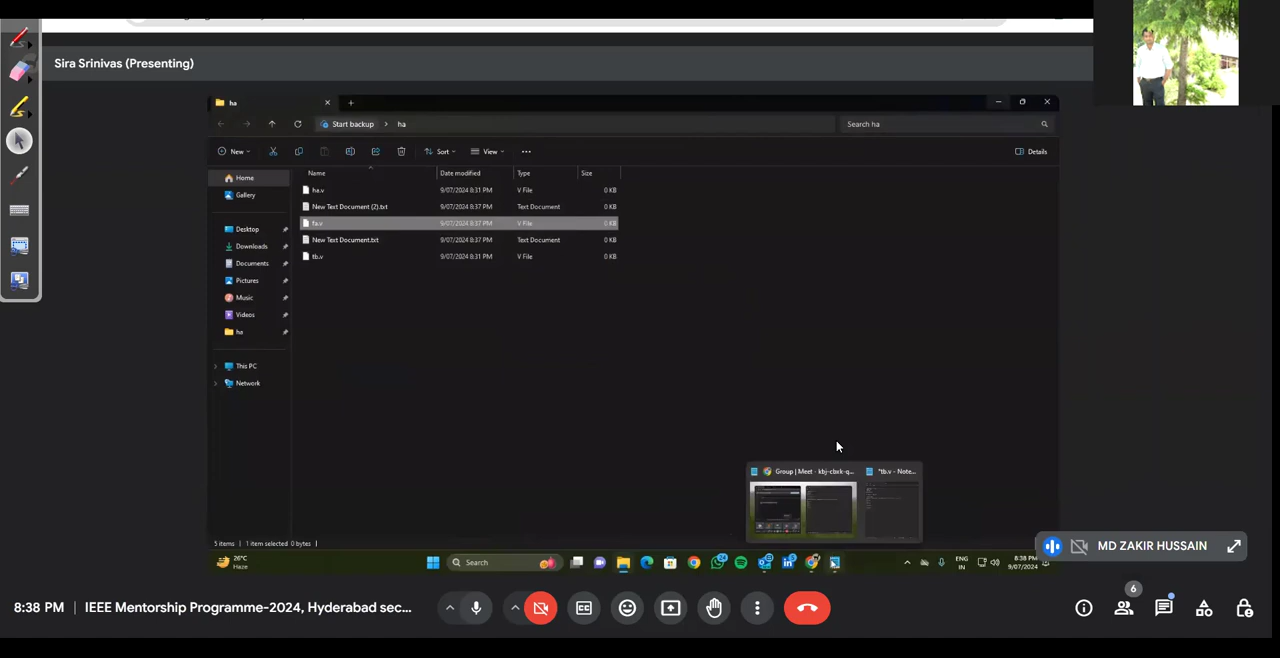 Sira Srinivas (Presenting)
ha
Start backup > ha
Search ha
New
Sort
View
Details
Name Date modified Type Size
Home
Gallery
Desktop
Downloads
Documents
Pictures
Music
Videos
ha
This PC
Network
ha.v 9/07/2024 8:31 PM V File 0 KB
New Text Document (2).txt 9/07/2024 8:37 PM Text Document 0 KB
fa.v 9/07/2024 8:37 PM V File 0 KB
New Text Document.txt 9/07/2024 8:37 PM Text Document 0 KB
tb.v 9/07/2024 8:31 PM V File 0 KB
Group | Meet - kbj-cbxk-q...
*tb.v - Note...
5 items 1 item selected 0 bytes
26°C
Haze
Search
ENG
IN
8:38 PM
9/07/2024
MD ZAKIR HUSSAIN
8:38 PM | IEEE Mentorship Programme-2024, Hyderabad sec...
6